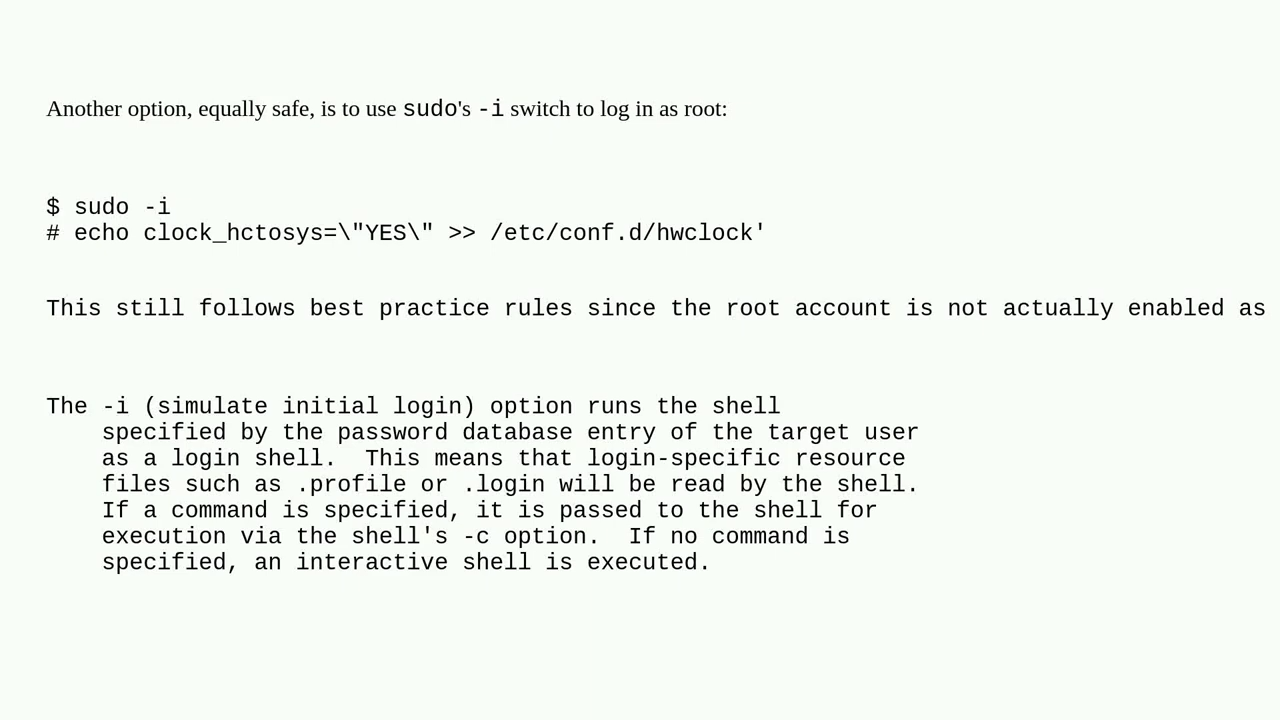 Another option, equally safe, is to use sudo's -i switch to log in as root:
$ sudo -i
# echo clock_hctosys=\"YES\" >> /etc/conf.d/hwclock'
This still follows best practice rules since the root account is not actually enabled as
The -i (simulate initial login) option runs the shell
specified by the password database entry of the target user
as a login shell.  This means that login-specific resource
files such as .profile or .login will be read by the shell.
If a command is specified, it is passed to the shell for
execution via the shell's -c option.  If no command is
specified, an interactive shell is executed.